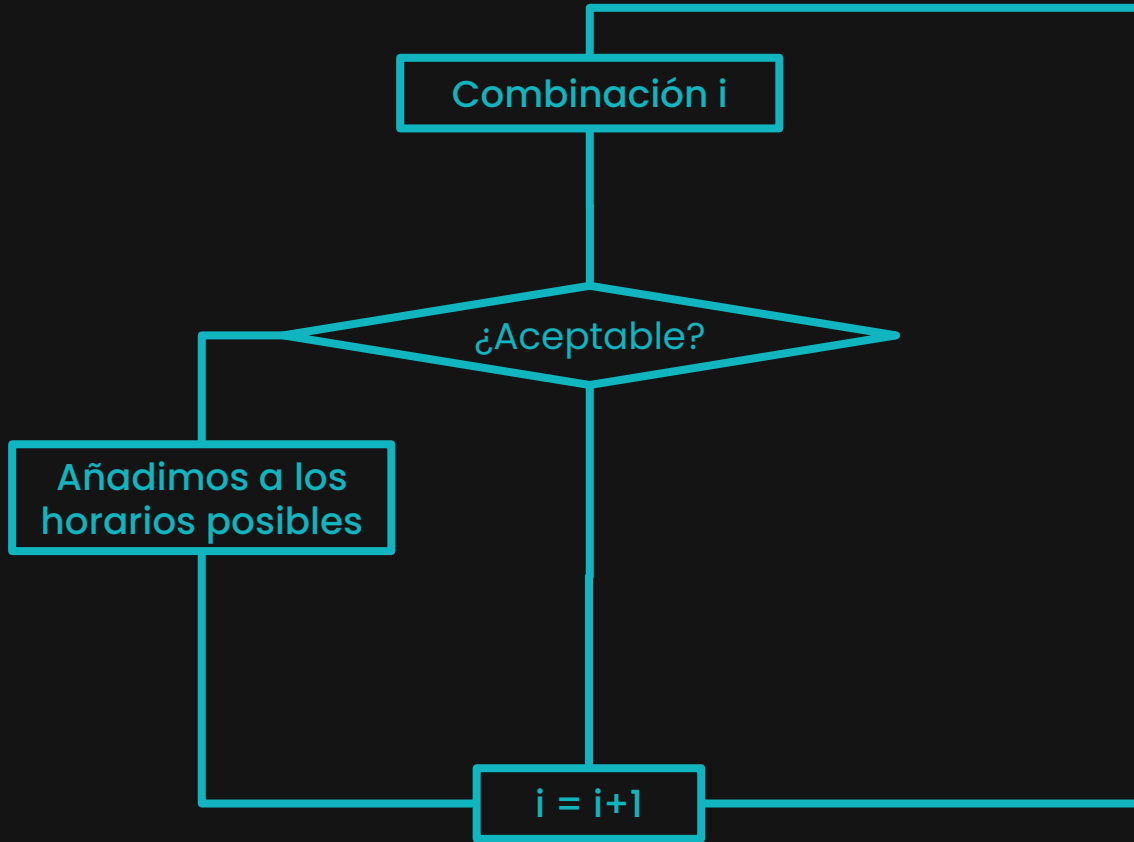 Combinación i
¿Aceptable?
Añadimos a los
horarios posibles
i = i+1